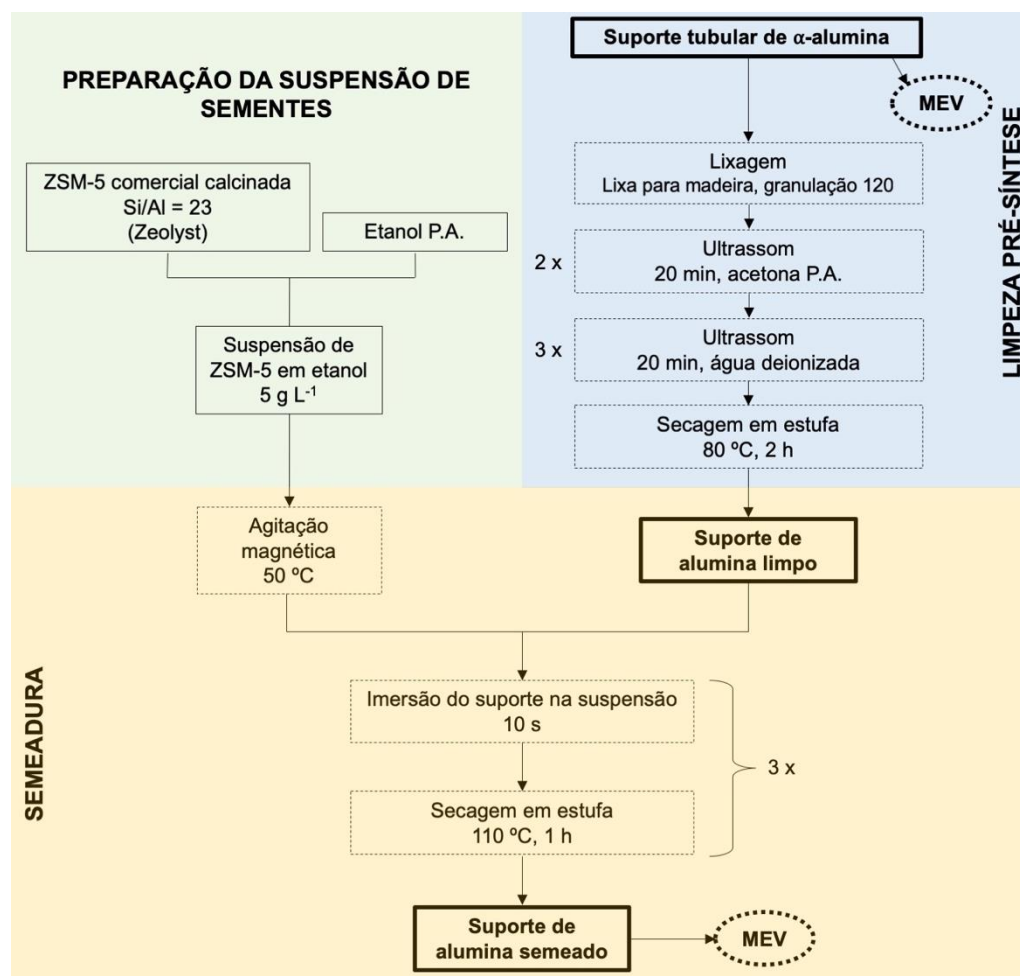 PREPARAÇÃO DA SUSPENSÃO DE
SEMENTES
ZSM-5 comercial calcinada
Si/Al = 23
(Zeolyst)
Etanol P.A.
Suspensão de
ZSM-5 em etanol
5 g L⁻¹
Suporte tubular de α-alumina
MEV
LIMPEZA PRÉ-SÍNTESE
Lixagem
Lixa para madeira, granulação 120
2 x
Ultrassom
20 min, acetona P.A.
3 x
Ultrassom
20 min, água deionizada
Secagem em estufa
80 ºC, 2 h
Agitação
magnética
50 ºC
Suporte de
alumina limpo
SEMEADURA
Imersão do suporte na suspensão
10 s
3 x
Secagem em estufa
110 ºC, 1 h
Suporte de
alumina semeado
MEV